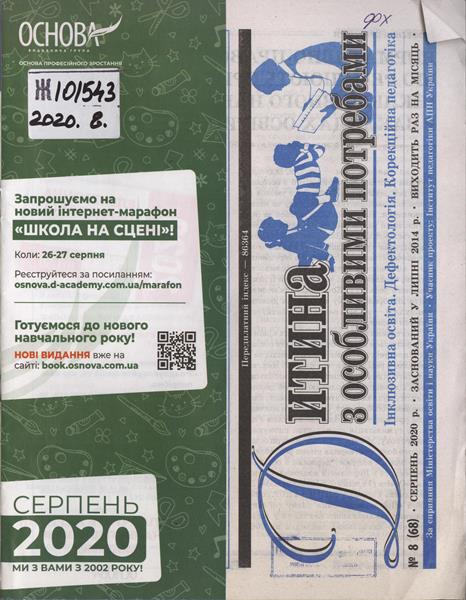 ОСНОВА
ВИДАВНИЧА ГРУПА
ОСНОВА ПРОФЕСІЙНОГО ЗРОСТАННЯ
Ж 101543
2020. 8.
Запрошуємо на
новий інтернет-марафон
«ШКОЛА НА СЦЕНІ»!
Коли: 26-27 серпня
Реєструйтеся за посиланням:
osnova.d-academy.com.ua/marafon
Готуємося до нового
навчального року!
НОВІ ВИДАННЯ вже на
сайті: book.osnova.com.ua
СЕРПЕНЬ
2020
МИ З ВАМИ З 2002 РОКУ!
фох
Передплатний індекс — 86364
Дитина
з особливими потребами
Інклюзивна освіта. Дефектологія. Корекційна педагогіка
№ 8 (68) · СЕРПЕНЬ 2020 р. · ЗАСНОВАНИЙ У ЛИПНІ 2014 р. · ВИХОДИТЬ РАЗ НА МІСЯЦЬ
За сприяння Міністерства освіти і науки України · Учасник проекту: Інститут педагогіки АПН України